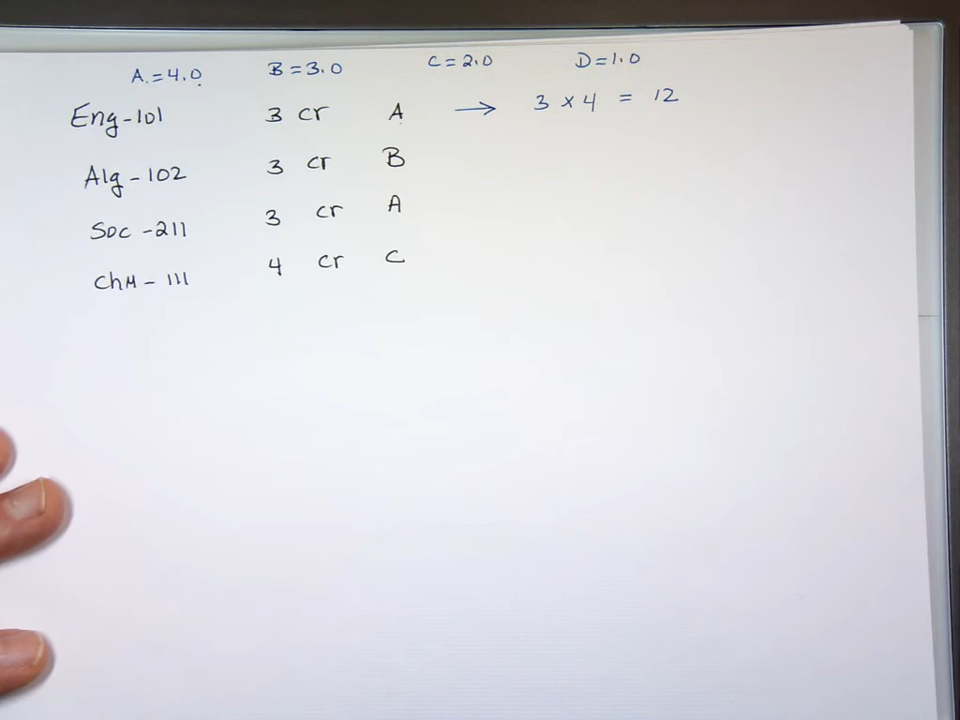 A = 4.0 B = 3.0 C = 2.0 D = 1.0
Eng - 101 3 cr A → 3 x 4 = 12
Alg - 102 3 cr B
Soc - 211 3 cr A
ChM - 111 4 cr C